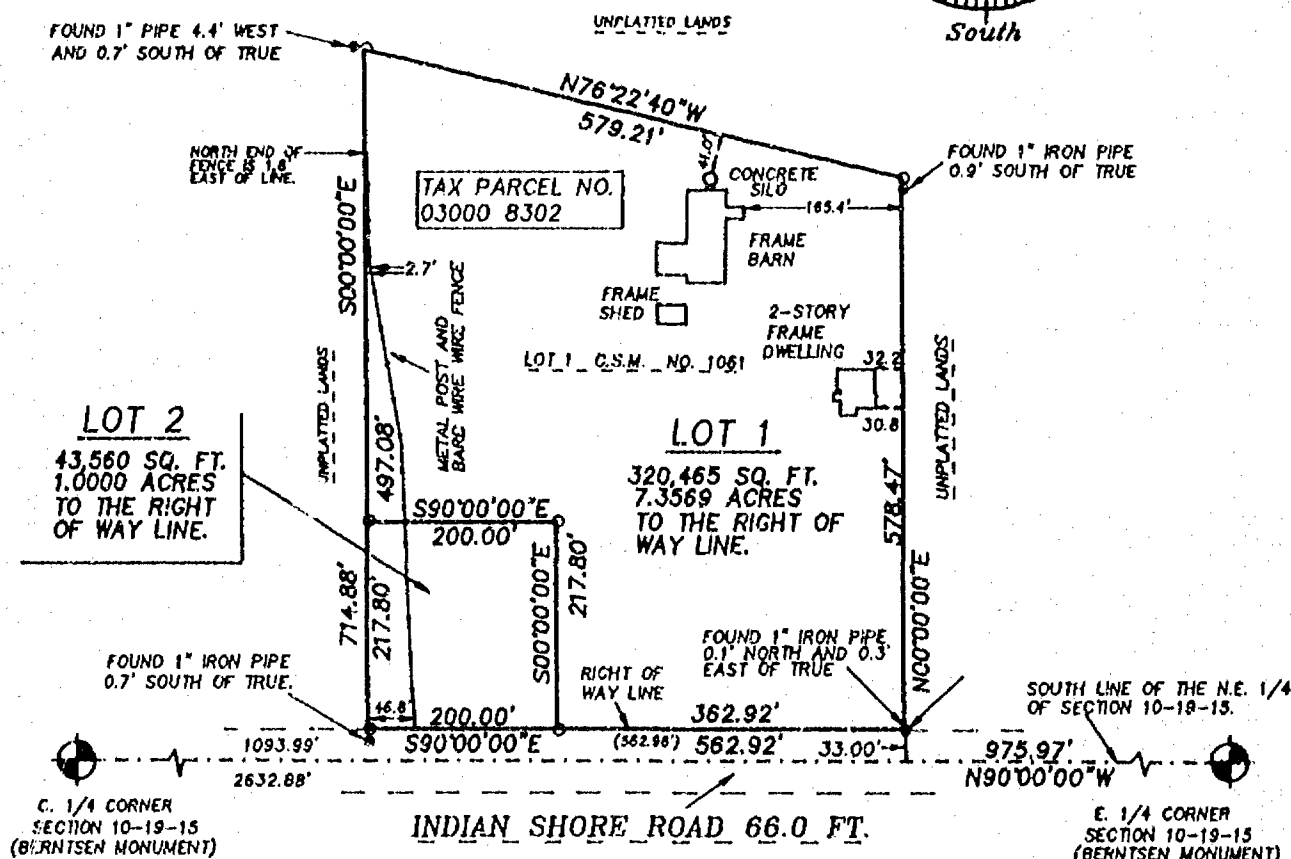 UNPLATTED LANDS
South
FOUND 1" PIPE 4.4' WEST
AND 0.7' SOUTH OF TRUE
N76°22'40"W
579.21'
41.0'
NORTH END OF
FENCE IS 1.8'
EAST OF LINE.
TAX PARCEL NO.
03000 8302
CONCRETE
SILO
FOUND 1" IRON PIPE
0.9' SOUTH OF TRUE
165.4'
FRAME
BARN
S00°00'00"E
2.7'
METAL POST AND
BARE WIRE WIRE FENCE
FRAME
SHED
2-STORY
FRAME
DWELLING
32.2
30.8
LOT 1 C.S.M. NO. 1061
UNPLATTED LANDS
UNPLATTED LANDS
LOT 2
43,560 SQ. FT.
1.0000 ACRES
TO THE RIGHT
OF WAY LINE.
497.08'
LOT 1
320,465 SQ. FT.
7.3569 ACRES
TO THE RIGHT OF
WAY LINE.
578.47'
S90°00'00"E
200.00'
714.88'
217.80'
S00°00'00"E
217.80'
N00°00'00"E
FOUND 1" IRON PIPE
0.7' SOUTH OF TRUE.
FOUND 1" IRON PIPE
0.1' NORTH AND 0.3'
EAST OF TRUE
RIGHT OF
WAY LINE
SOUTH LINE OF THE N.E. 1/4
OF SECTION 10-19-15.
46.8'
200.00'
362.92'
1093.99'
S90°00'00"E
(562.96')
562.92'
33.00'
975.97'
2632.88'
N90°00'00"W
C. 1/4 CORNER
SECTION 10-19-15
(BERNTSEN MONUMENT)
INDIAN SHORE ROAD 66.0 FT.
E. 1/4 CORNER
SECTION 10-19-15
(BERNTSEN MONUMENT)